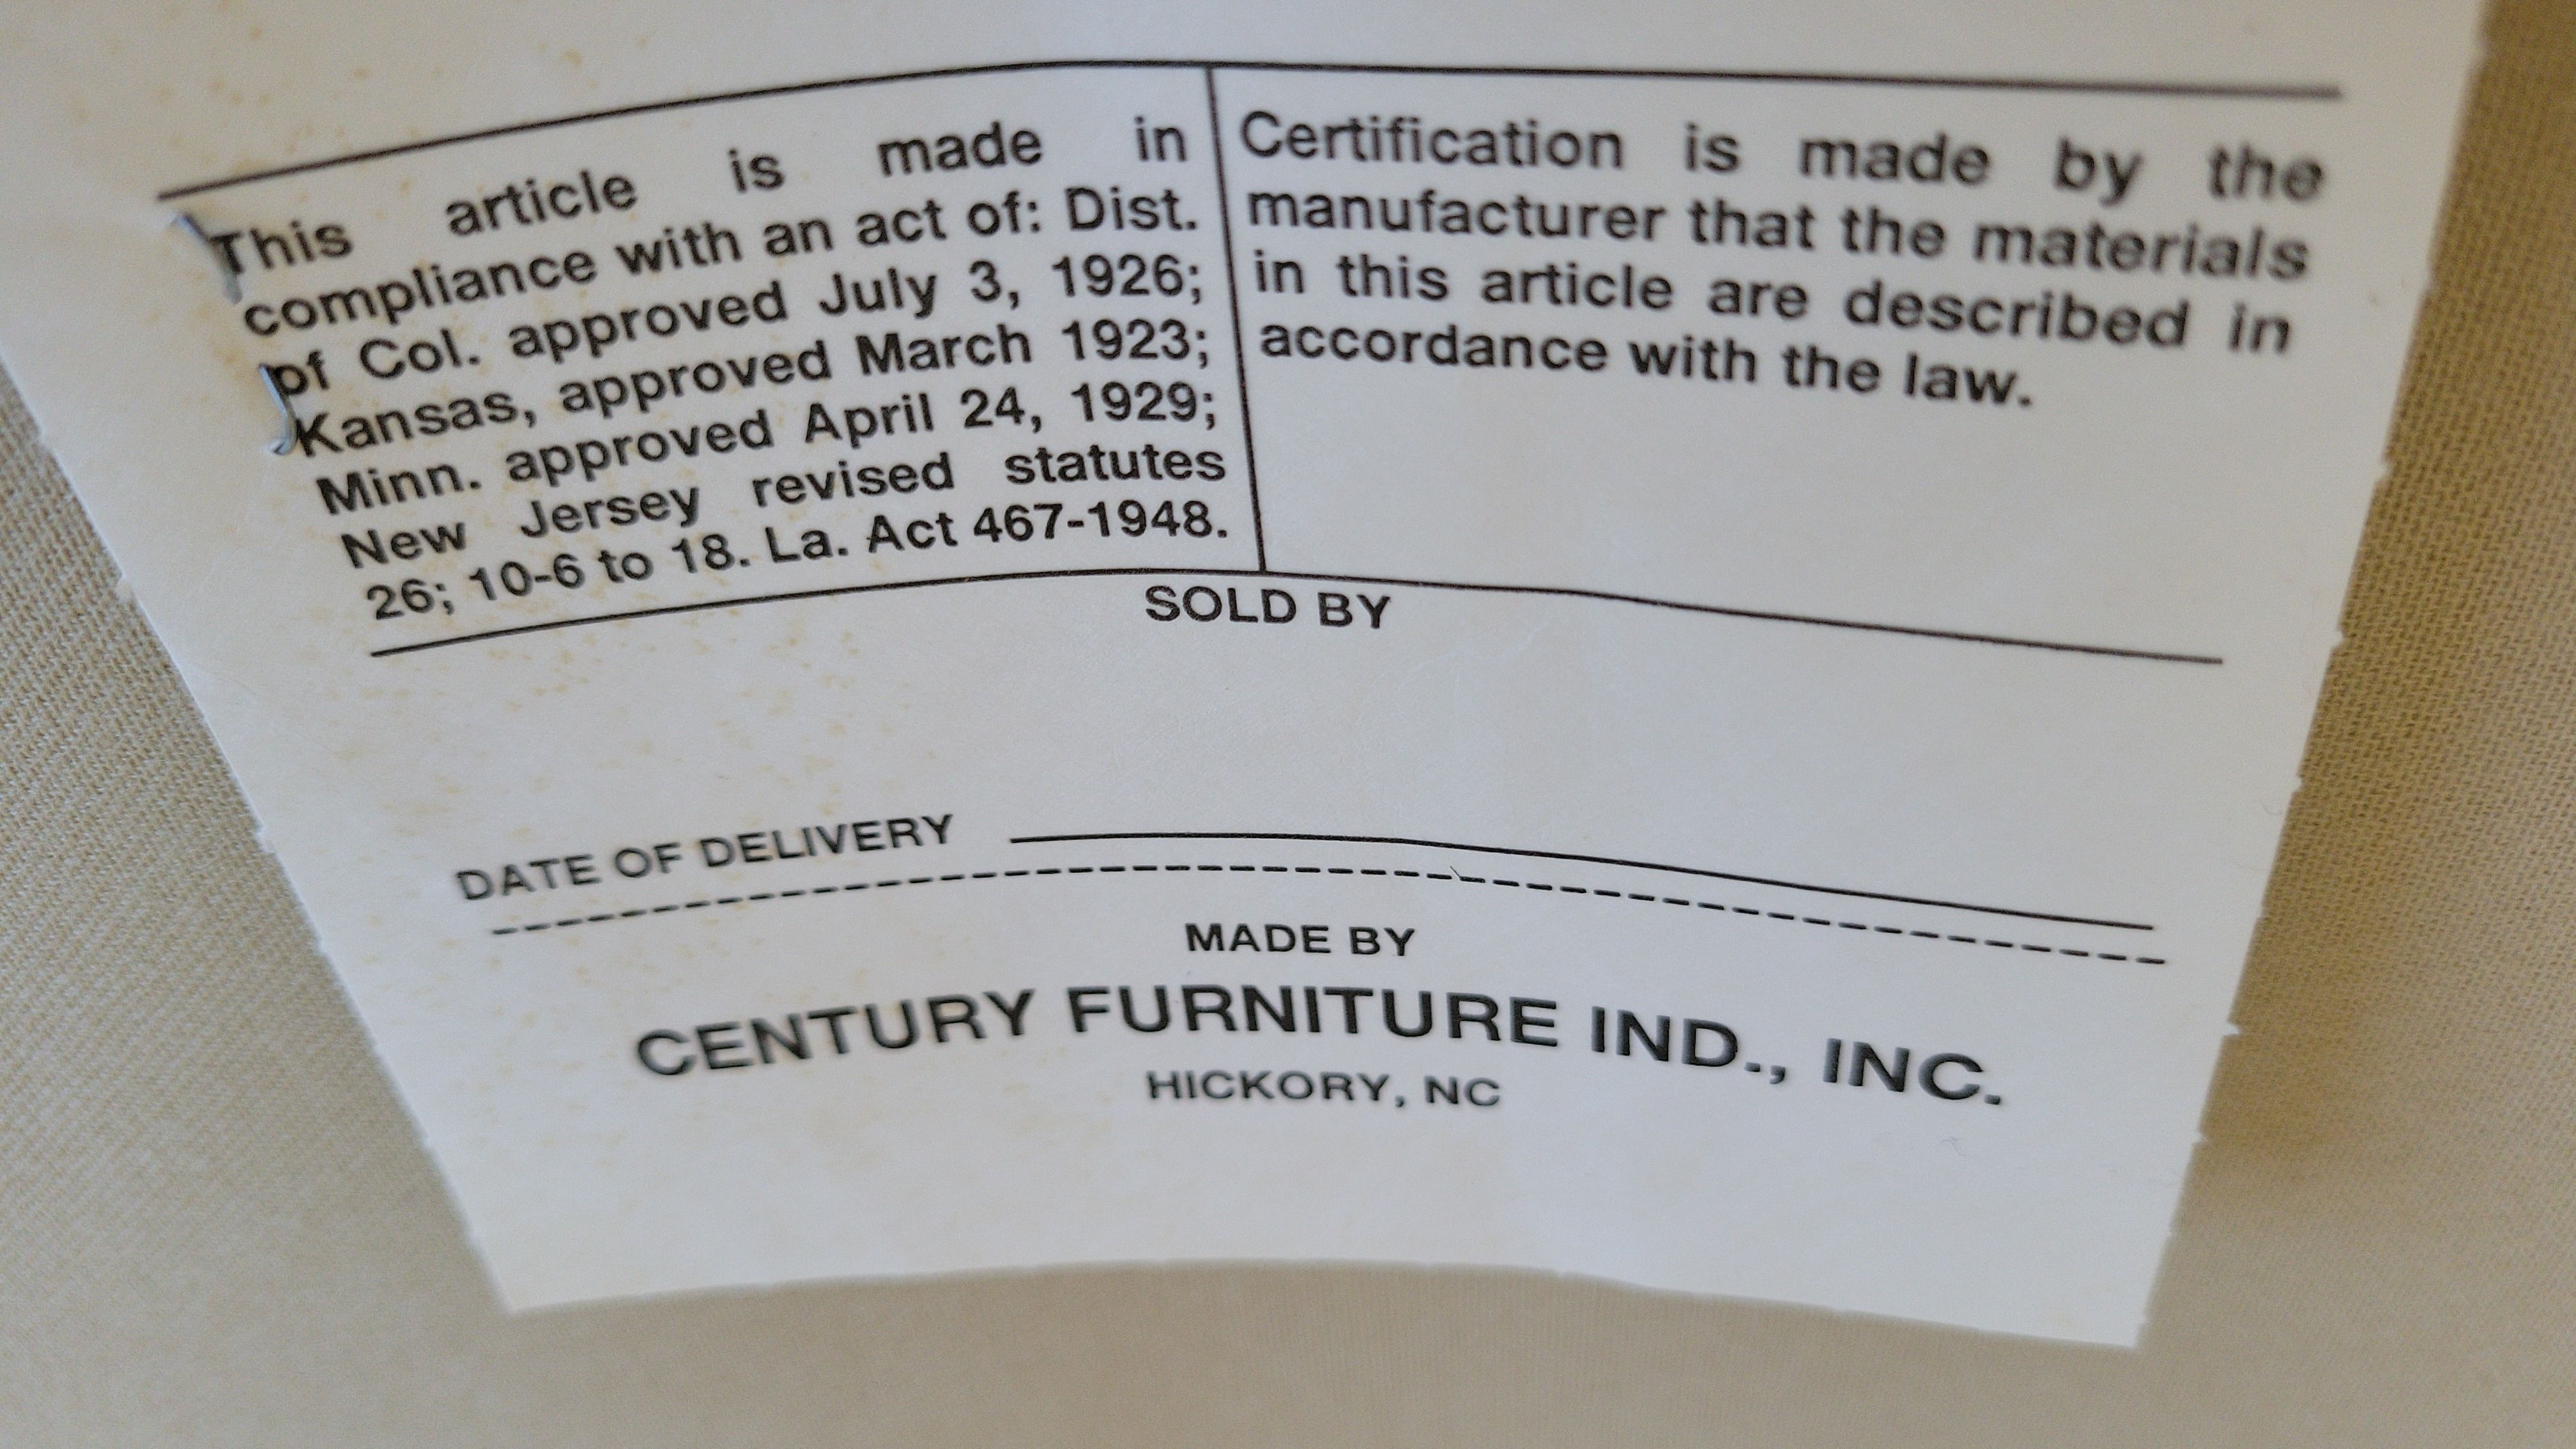 This article is made in
compliance with an act of: Dist.
of Col. approved July 3, 1926;
Kansas, approved March 1923;
Minn. approved April 24, 1929;
New Jersey revised statutes
26; 10-6 to 18. La. Act 467-1948.
Certification is made by the
manufacturer that the materials
in this article are described in
accordance with the law.
SOLD BY
DATE OF DELIVERY
MADE BY
CENTURY FURNITURE IND., INC.
HICKORY, NC